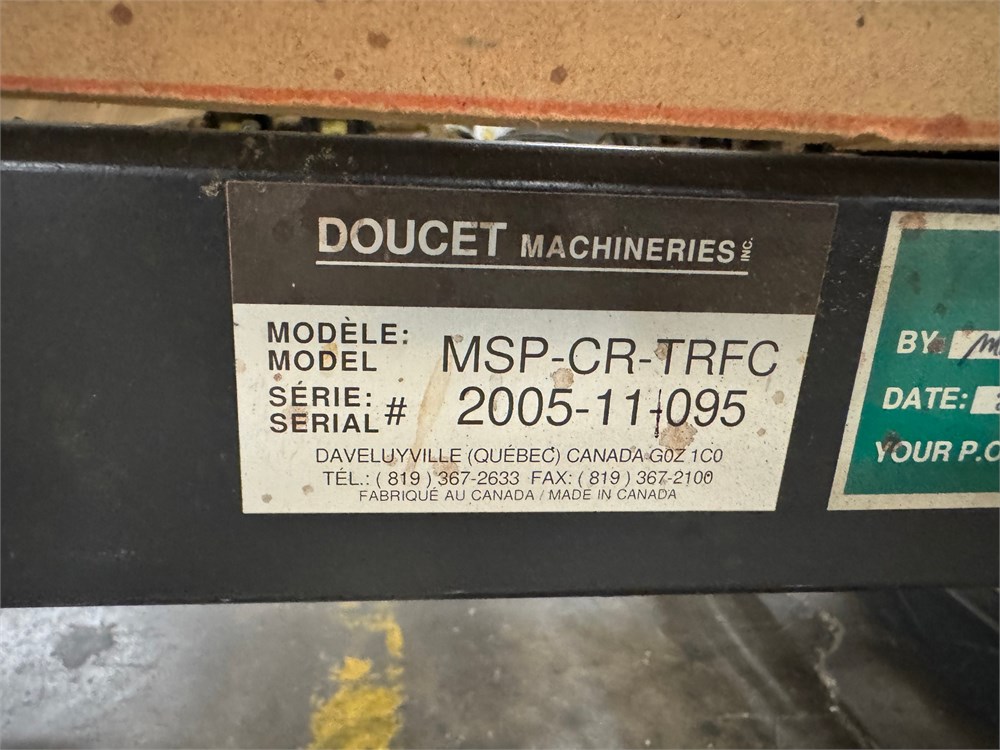 DOUCET MACHINERIES INC.
MODÈLE:
MODEL
MSP-CR-TRFC
SÉRIE:
SERIAL # 2005-11-095
DAVELUYVILLE (QUÉBEC) CANADA G0Z 1C0
TÉL.: ( 819 ) 367-2633 FAX: ( 819 ) 367-2100
FABRIQUÉ AU CANADA / MADE IN CANADA
BY:
DATE:
YOUR P.O